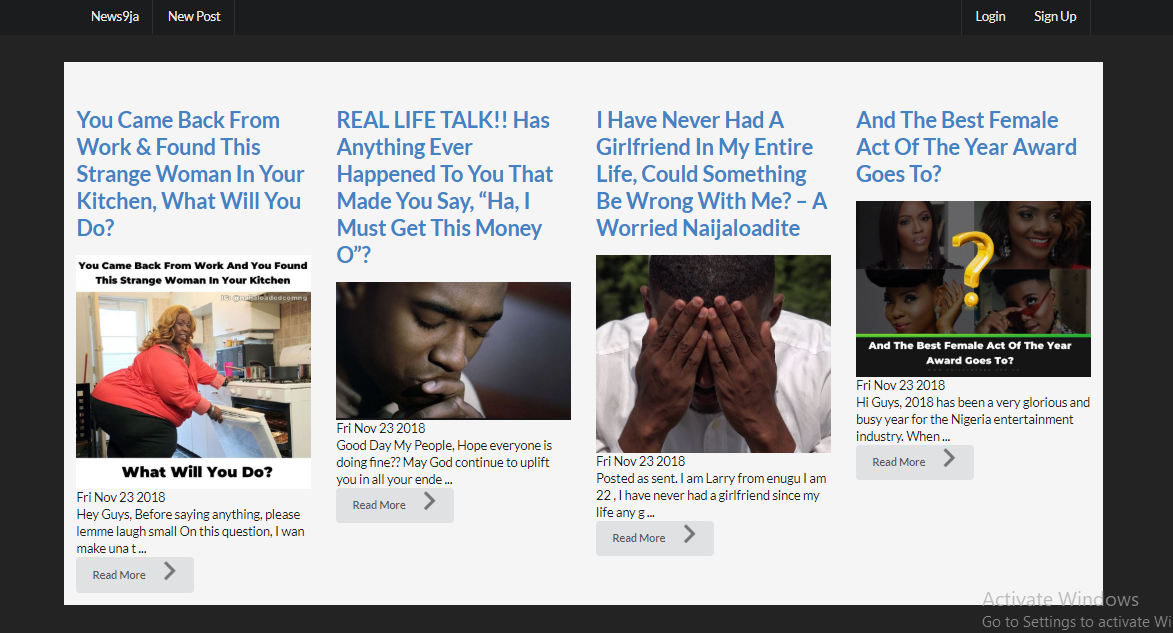 News9ja
New Post
Login
Sign Up
You Came Back From
Work & Found This
Strange Woman In Your
Kitchen, What Will You
Do?
You Came Back From Work And You Found
This Strange Woman In Your Kitchen
IG: @naijaloadedcomng
What Will You Do?
Fri Nov 23 2018
Hey Guys, Before saying anything, please
lemme laugh small On this question, I wan
make una t ...
Read More
REAL LIFE TALK!! Has
Anything Ever
Happened To You That
Made You Say, “Ha, I
Must Get This Money
O”?
Fri Nov 23 2018
Good Day My People, Hope everyone is
doing fine?? May God continue to uplift
you in all your ende ...
Read More
I Have Never Had A
Girlfriend In My Entire
Life, Could Something
Be Wrong With Me? – A
Worried Naijaloadite
Fri Nov 23 2018
Posted as sent. I am Larry from enugu I am
22 , I have never had a girlfriend since my
life any g ...
Read More
And The Best Female
Act Of The Year Award
Goes To?
?
And The Best Female Act Of The Year
Award Goes To?
Fri Nov 23 2018
Hi Guys, 2018 has been a very glorious and
busy year for the Nigeria entertainment
industry. When ...
Read More
Activate Windows
Go to Settings to activate Wi